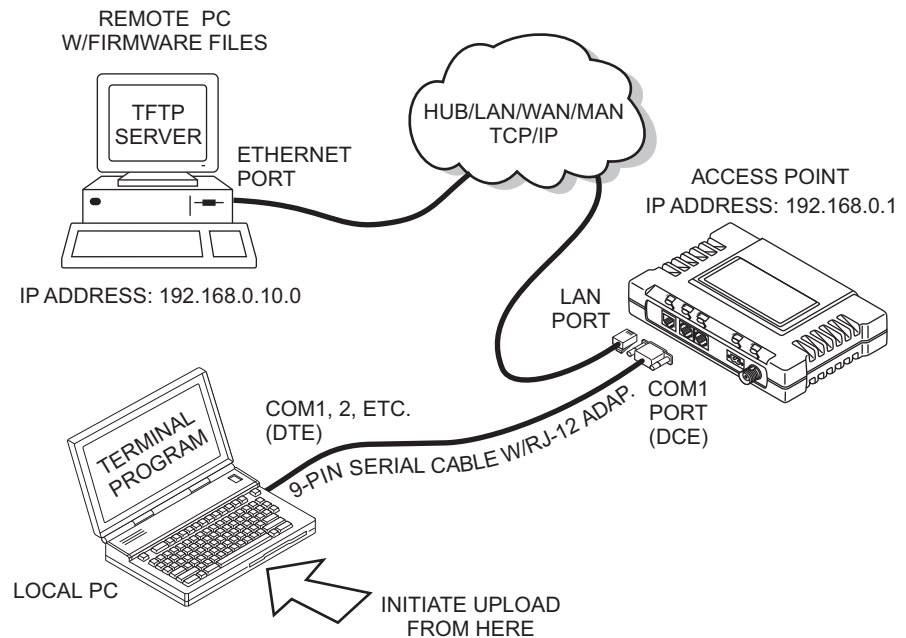 REMOTE PC
W/FIRMWARE FILES
TFTP
SERVER
ETHERNET
PORT
IP ADDRESS: 192.168.0.10.0
HUB/LAN/WAN/MAN
TCP/IP
ACCESS POINT
IP ADDRESS: 192.168.0.1
LAN
PORT
COM1
PORT
(DCE)
COM1, 2, ETC.
(DTE)
9-PIN SERIAL CABLE W/RJ-12 ADAP.
TERMINAL
PROGRAM
LOCAL PC
INITIATE UPLOAD
FROM HERE